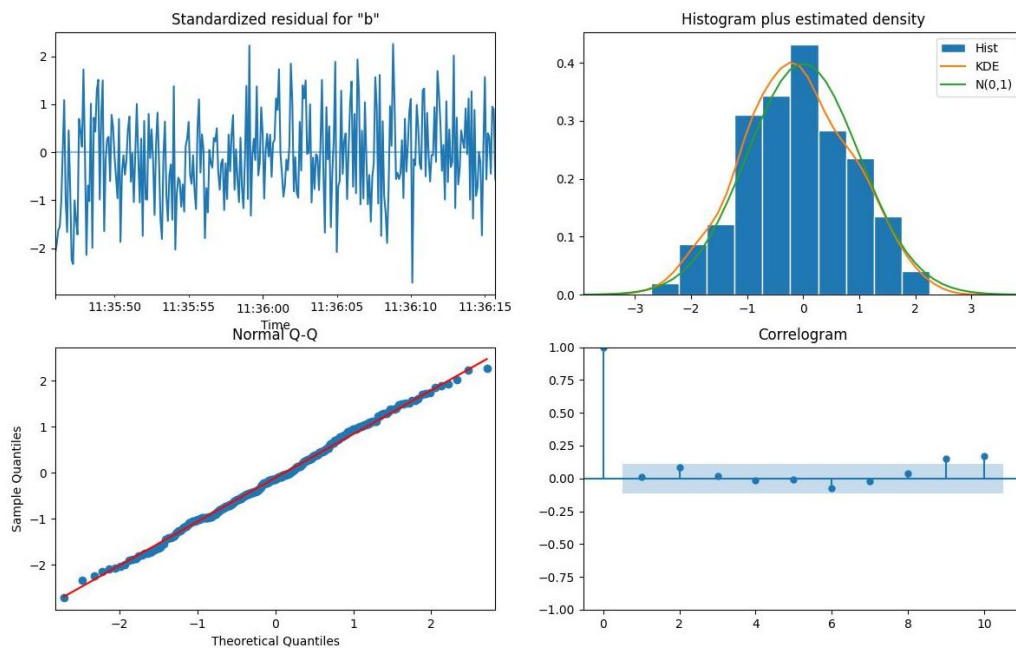 Standardized residual for "b"
2
1
0
−1
−2
11:35:50 11:35:55 11:36:00 11:36:05 11:36:10 11:36:15
Time
Histogram plus estimated density
Hist
KDE
N(0,1)
0.4
0.3
0.2
0.1
0.0
−3 −2 −1 0 1 2 3
Normal Q-Q
Sample Quantiles
2
1
0
−1
−2
−2 −1 0 1 2
Theoretical Quantiles
Correlogram
1.00
0.75
0.50
0.25
0.00
−0.25
−0.50
−0.75
−1.00
0 2 4 6 8 10